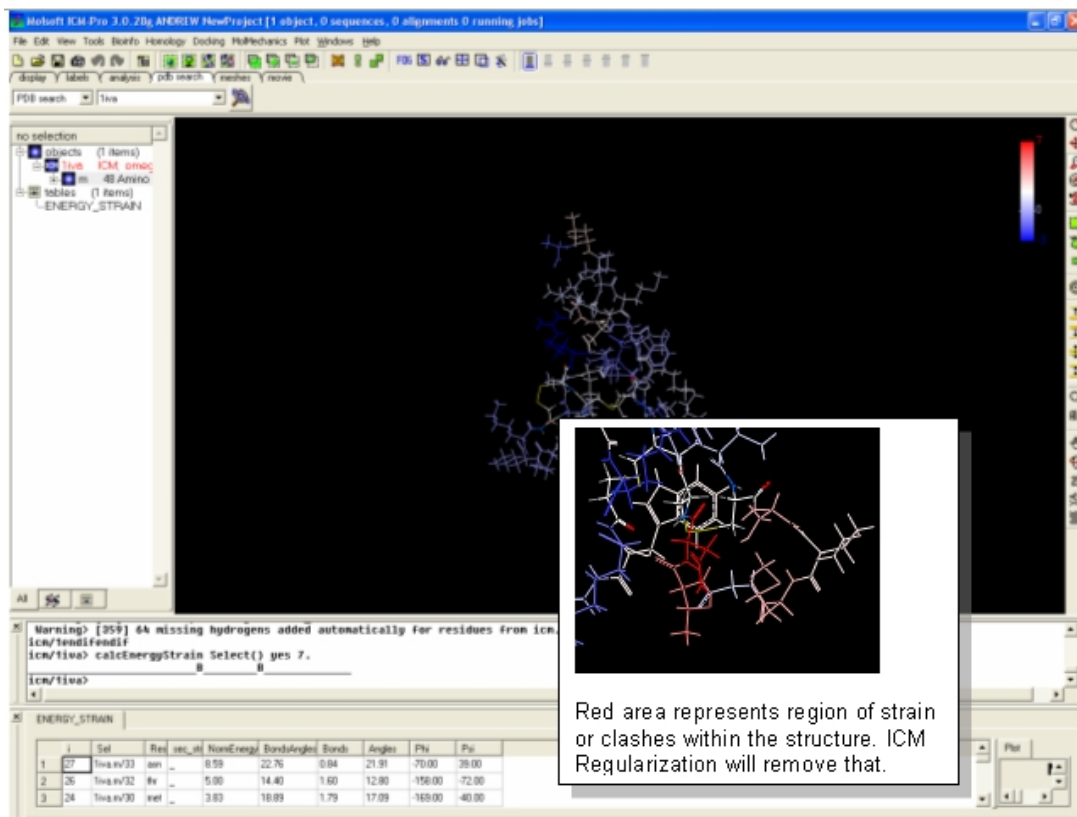 Molsoft ICM-Pro 3.0.20g ANDREW NewProject [1 object, 0 sequences, 0 alignments 0 running jobs]
File Edit View Tools Bioinfo Homology Docking MolMechanics Plot Windows Help
display labels analysis pdb search meshes movie
PDB search 1iva
no selection
objects (1 items)
1iva ICM, omeg
m 48 Amino
tables (1 items)
ENERGY_STRAIN
All
Warning> [359] 64 missing hydrogens added automatically for residues from icm.
icm/1endifendif
icm/1iva> calcEnergyStrain Select() yes 7.
icm/1iva>
Red area represents region of strain
or clashes within the structure. ICM
Regularization will remove that.
ENERGY_STRAIN
i Sel Res sec_str NormEnergy BondsAngles Bonds Angles Phi Psi
1 27 1iva.m/33 asn _ 8.59 22.76 0.84 21.91 -70.00 39.00
2 26 1iva.m/32 thr _ 5.00 14.40 1.60 12.80 -158.00 -72.00
3 24 1iva.m/30 met _ 3.83 18.89 1.79 17.09 -169.00 -40.00
Plot